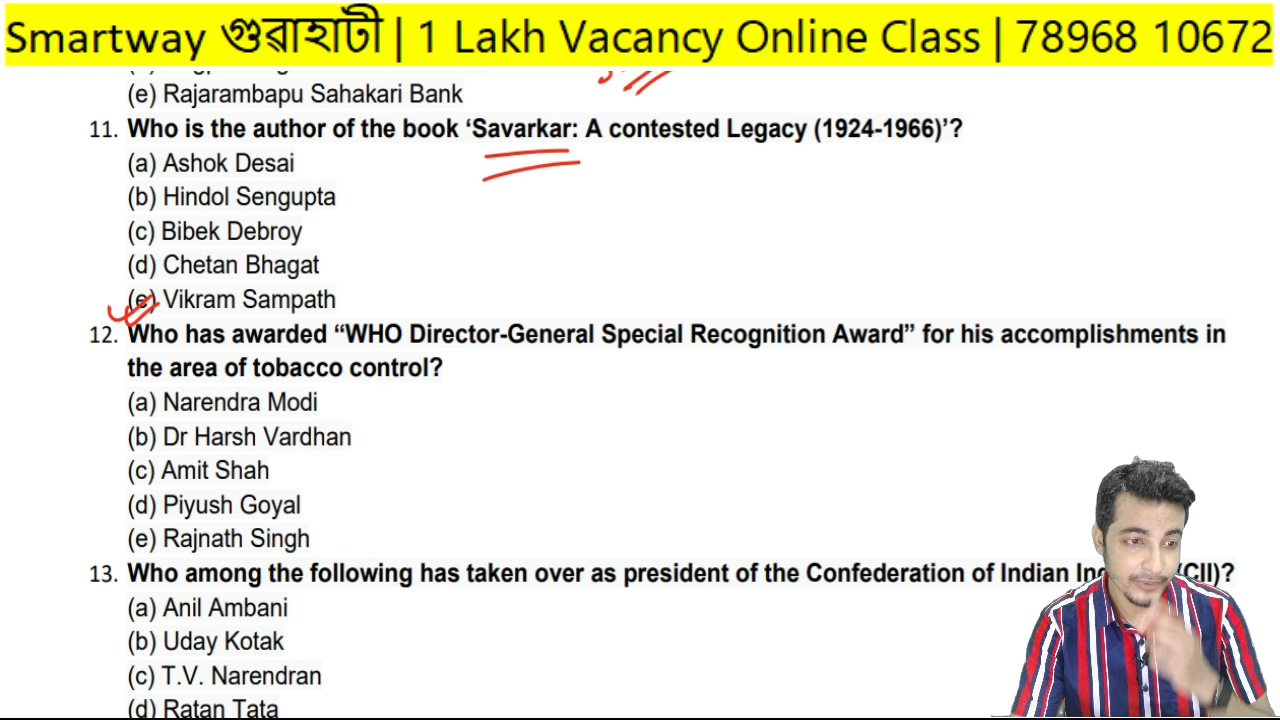 Smartway গুৱাহাটী | 1 Lakh Vacancy Online Class | 78968 10672
(e) Rajarambapu Sahakari Bank
11. Who is the author of the book ‘Savarkar: A contested Legacy (1924-1966)’?
(a) Ashok Desai
(b) Hindol Sengupta
(c) Bibek Debroy
(d) Chetan Bhagat
(e) Vikram Sampath
12. Who has awarded “WHO Director-General Special Recognition Award” for his accomplishments in
the area of tobacco control?
(a) Narendra Modi
(b) Dr Harsh Vardhan
(c) Amit Shah
(d) Piyush Goyal
(e) Rajnath Singh
13. Who among the following has taken over as president of the Confederation of Indian (CII)?
(a) Anil Ambani
(b) Uday Kotak
(c) T.V. Narendran
(d) Ratan Tata